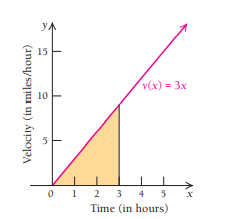 y
15
v(x) = 3x
10
5
Velocity (in miles/hour)
0 1 2 3 4 5 x
Time (in hours)